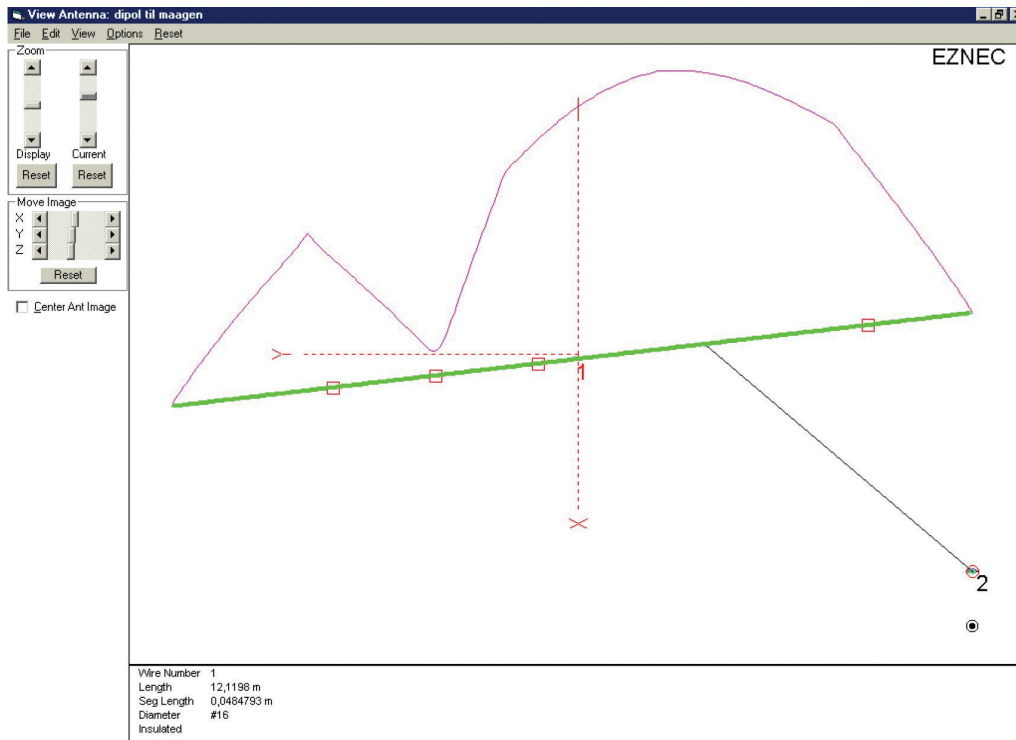 View Antenna: dipol til maagen
File Edit View Options Reset
EZNEC
Zoom
Display Current
Reset Reset
Move Image
X
Y
Z
Reset
Center Ant Image
Y
1
X
2
Wire Number 1
Length 12,1198 m
Seg Length 0,0484793 m
Diameter #16
Insulated